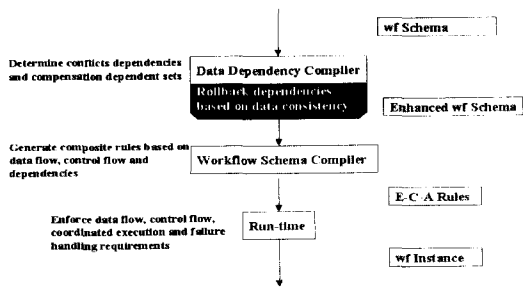 wf Schema
Determine conflicts dependencies
and compensation dependent sets
Data Dependency Compiler
Rollback dependencies
based on data consistency
Enhanced wf Schema
Generate composite rules based on
data flow, control flow and
dependencies
Workflow Schema Compiler
E-C-A Rules
Enforce data flow, control flow,
coordinated execution and failure
handling requirements
Run-time
wf Instance